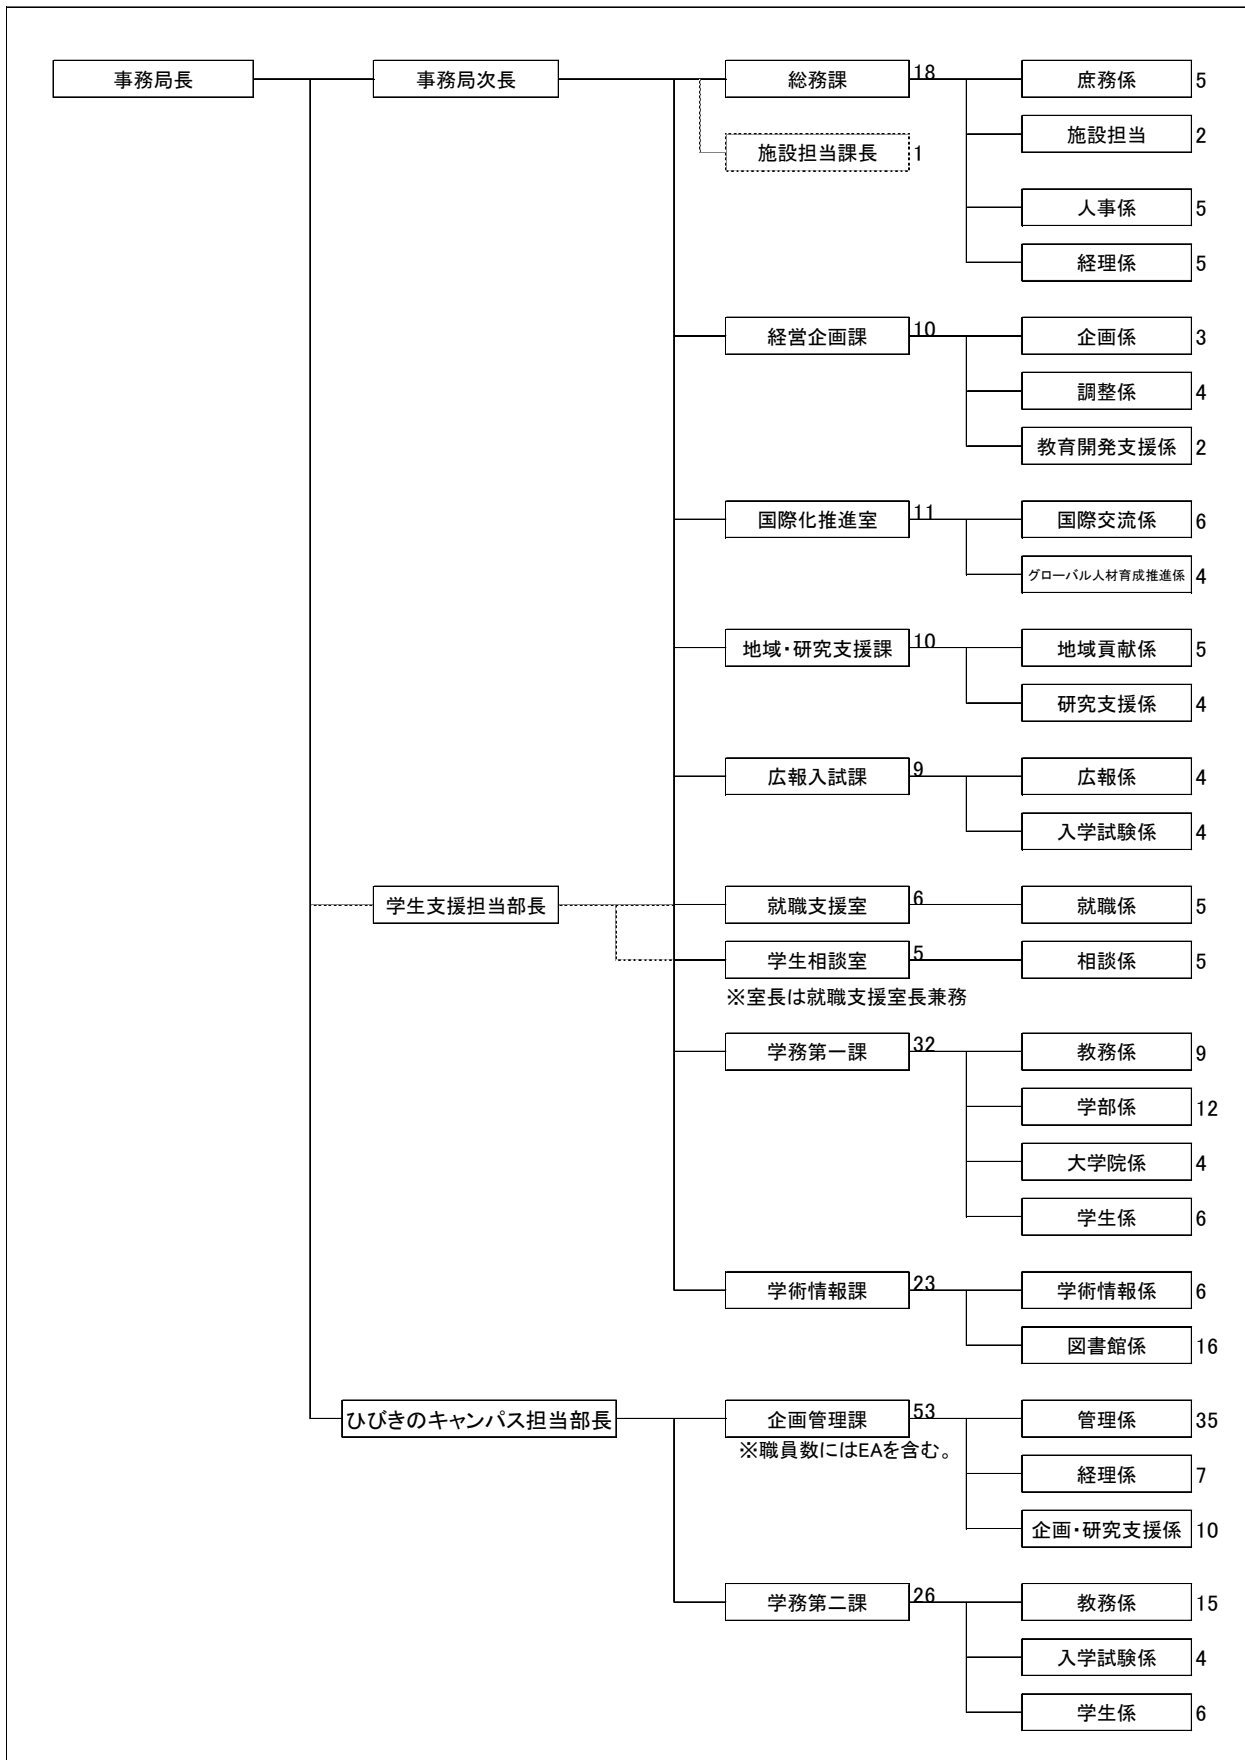 事務局長 事務局次長 総務課 18 庶務係 5
施設担当 2
施設担当課長 1
人事係 5
経理係 5
経営企画課 10 企画係 3
調整係 4
教育開発支援係 2
国際化推進室 11 国際交流係 6
グローバル人材育成推進係 4
地域・研究支援課 10 地域貢献係 5
研究支援係 4
広報入試課 9 広報係 4
入学試験係 4
学生支援担当部長 就職支援室 6 就職係 5
学生相談室 5 相談係 5
※室長は就職支援室長兼務
学務第一課 32 教務係 9
学部係 12
大学院係 4
学生係 6
学術情報課 23 学術情報係 6
図書館係 16
ひびきのキャンパス担当部長 企画管理課 53 管理係 35
※職員数にはEAを含む。
経理係 7
企画・研究支援係 10
学務第二課 26 教務係 15
入学試験係 4
学生係 6